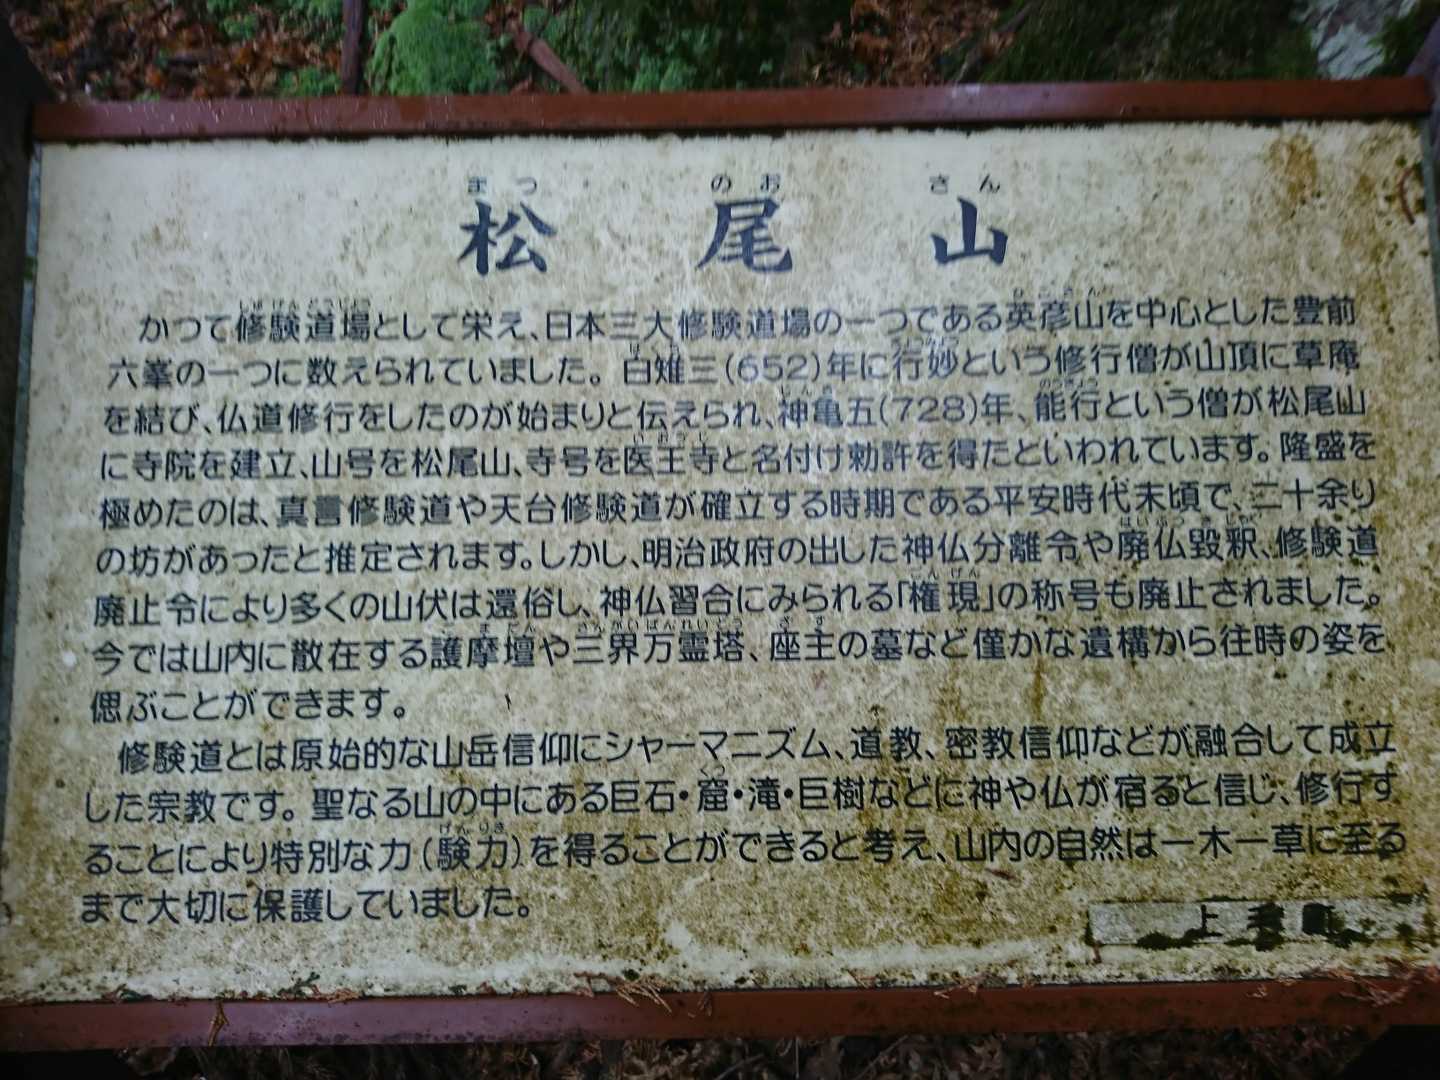 まつ のお さん
松 尾 山
かつて修験道場として栄え、日本三大修験道場の一つである英彦山を中心とした豊前
六峯の一つに数えられていました。白雉三(652)年に行妙という修行僧が山頂に草庵
を結び、仏道修行をしたのが始まりと伝えられ、神亀五(728)年、能行という僧が松尾山
に寺院を建立、山号を松尾山、寺号を医王寺と名付け勅許を得たといわれています。隆盛を
極めたのは、真言修験道や天台修験道が確立する時期である平安時代末頃で、二十余り
の坊があったと推定されます。しかし、明治政府の出した神仏分離令や廃仏毀釈、修験道
廃止令により多くの山伏は還俗し、神仏習合にみられる「権現」の称号も廃止されました。
今では山内に散在する護摩壇や三界万霊塔、座主の墓など僅かな遺構から往時の姿を
偲ぶことができます。
修験道とは原始的な山岳信仰にシャーマニズム、道教、密教信仰などが融合して成立
した宗教です。聖なる山の中にある巨石・窟・滝・巨樹などに神や仏が宿ると信じ、修行す
ることにより特別な力(験力)を得ることができると考え、山内の自然は一木一草に至る
まで大切に保護していました。
上毛町